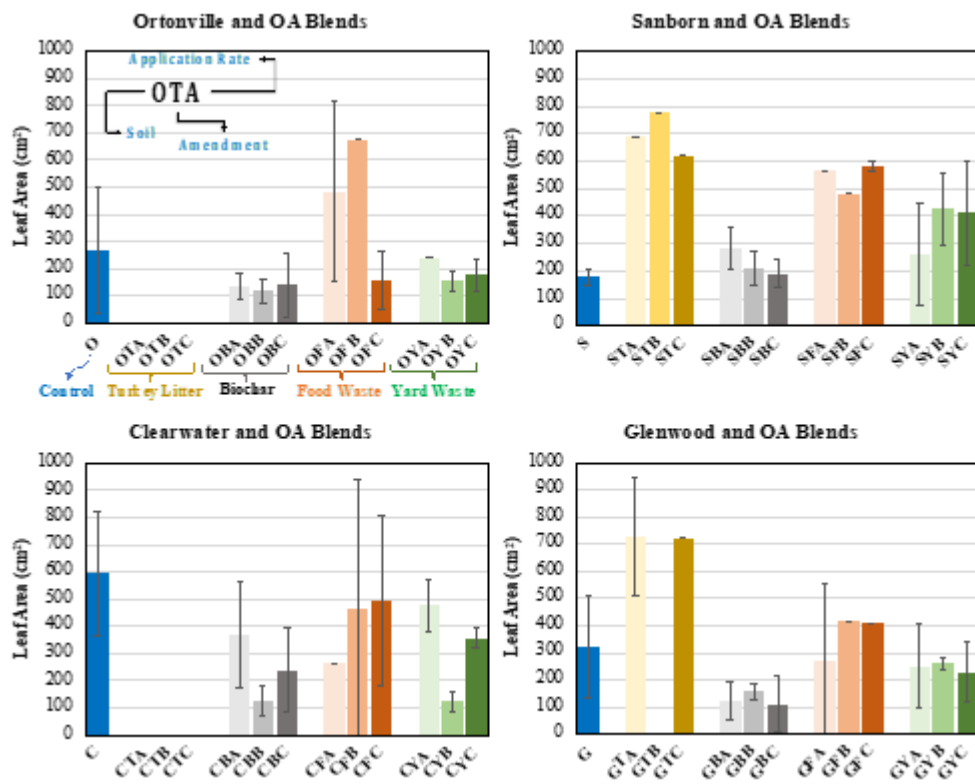 Ortonville and OA Blends
Leaf Area (cm²)
1000
900
800
700
600
500
400
300
200
100
0
Application Rate
OTA
Soil
Amendment
O OTA OTB OTC OBA OBB OBC OFA OFB OFC OYA OYB OYC
Control Turkey Litter Biochar Food Waste Yard Waste
Sanborn and OA Blends
Leaf Area (cm²)
1000
900
800
700
600
500
400
300
200
100
0
S STA STB STC SBA SBB SBC SFA SFB SFC SYA SYB SYC
Clearwater and OA Blends
Leaf Area (cm²)
1000
900
800
700
600
500
400
300
200
100
0
C CTA CTB CTC CBA CBB CBC CFA CFB CFC CYA CYB CYC
Glenwood and OA Blends
Leaf Area (cm²)
1000
900
800
700
600
500
400
300
200
100
0
G GTA GTB GTC GBA GBB GBC GFA GFB GFC GYA GYB GYC